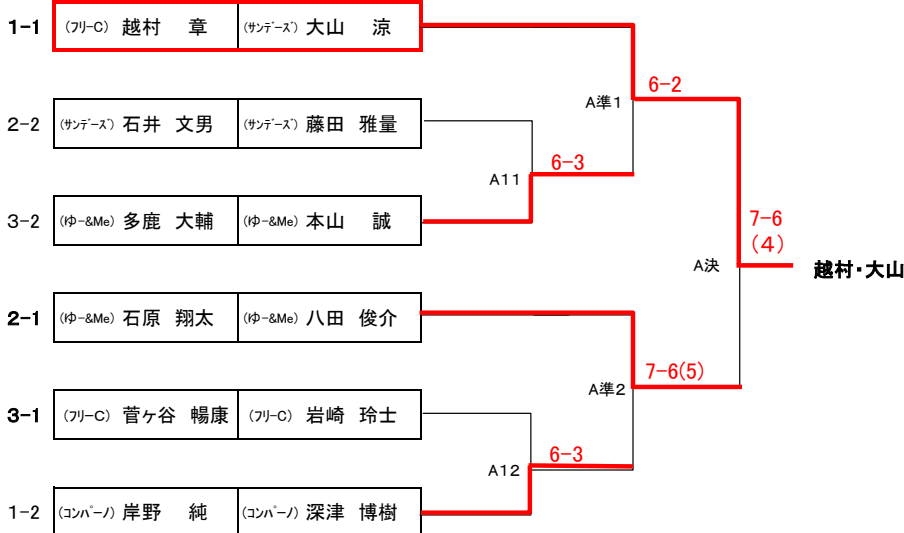 1-1 (フリーC) 越村　章 (サンデーズ) 大山　涼
6-2
A準1
2-2 (サンデーズ) 石井　文男 (サンデーズ) 藤田　雅量
6-3
A11
3-2 (ゆー&Me) 多鹿　大輔 (ゆー&Me) 本山　誠
7-6
(4)
A決
越村・大山
2-1 (ゆー&Me) 石原　翔太 (ゆー&Me) 八田　俊介
7-6(5)
A準2
3-1 (フリーC) 菅ヶ谷　暢康 (フリーC) 岩崎　玲士
6-3
A12
1-2 (コンパーノ) 岸野　純 (コンパーノ) 深津　博樹